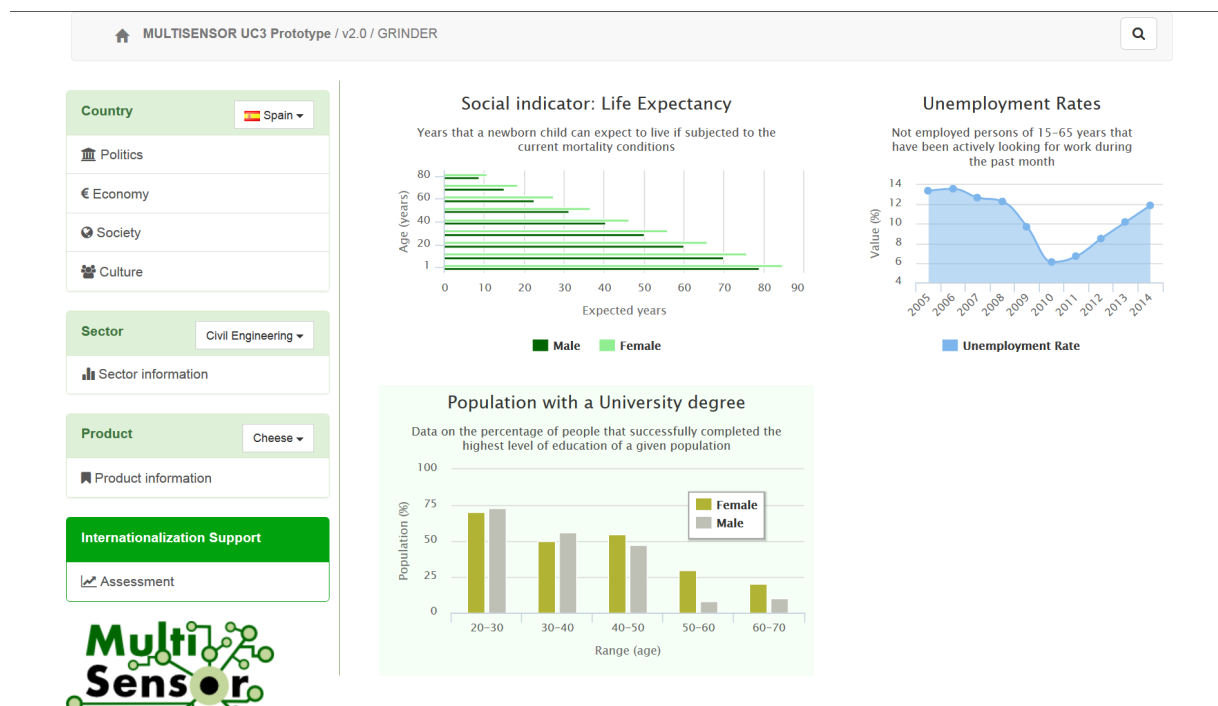 MULTISENSOR UC3 Prototype / v2.0 / GRINDER
Country
Spain
Politics
€ Economy
Society
Culture
Sector
Civil Engineering
Sector information
Product
Cheese
Product information
Internationalization Support
Assessment
Multi
Sensor
Social indicator: Life Expectancy
Years that a newborn child can expect to live if subjected to the
current mortality conditions
Age (years)
80
60
40
20
1
0 10 20 30 40 50 60 70 80 90
Expected years
Male Female
Unemployment Rates
Not employed persons of 15-65 years that
have been actively looking for work during
the past month
Value (%)
14
12
10
8
6
4
2005 2006 2007 2008 2009 2010 2011 2012 2013 2014
Unemployment Rate
Population with a University degree
Data on the percentage of people that successfully completed the
highest level of education of a given population
Population (%)
100
75
50
25
0
Female
Male
20-30 30-40 40-50 50-60 60-70
Range (age)